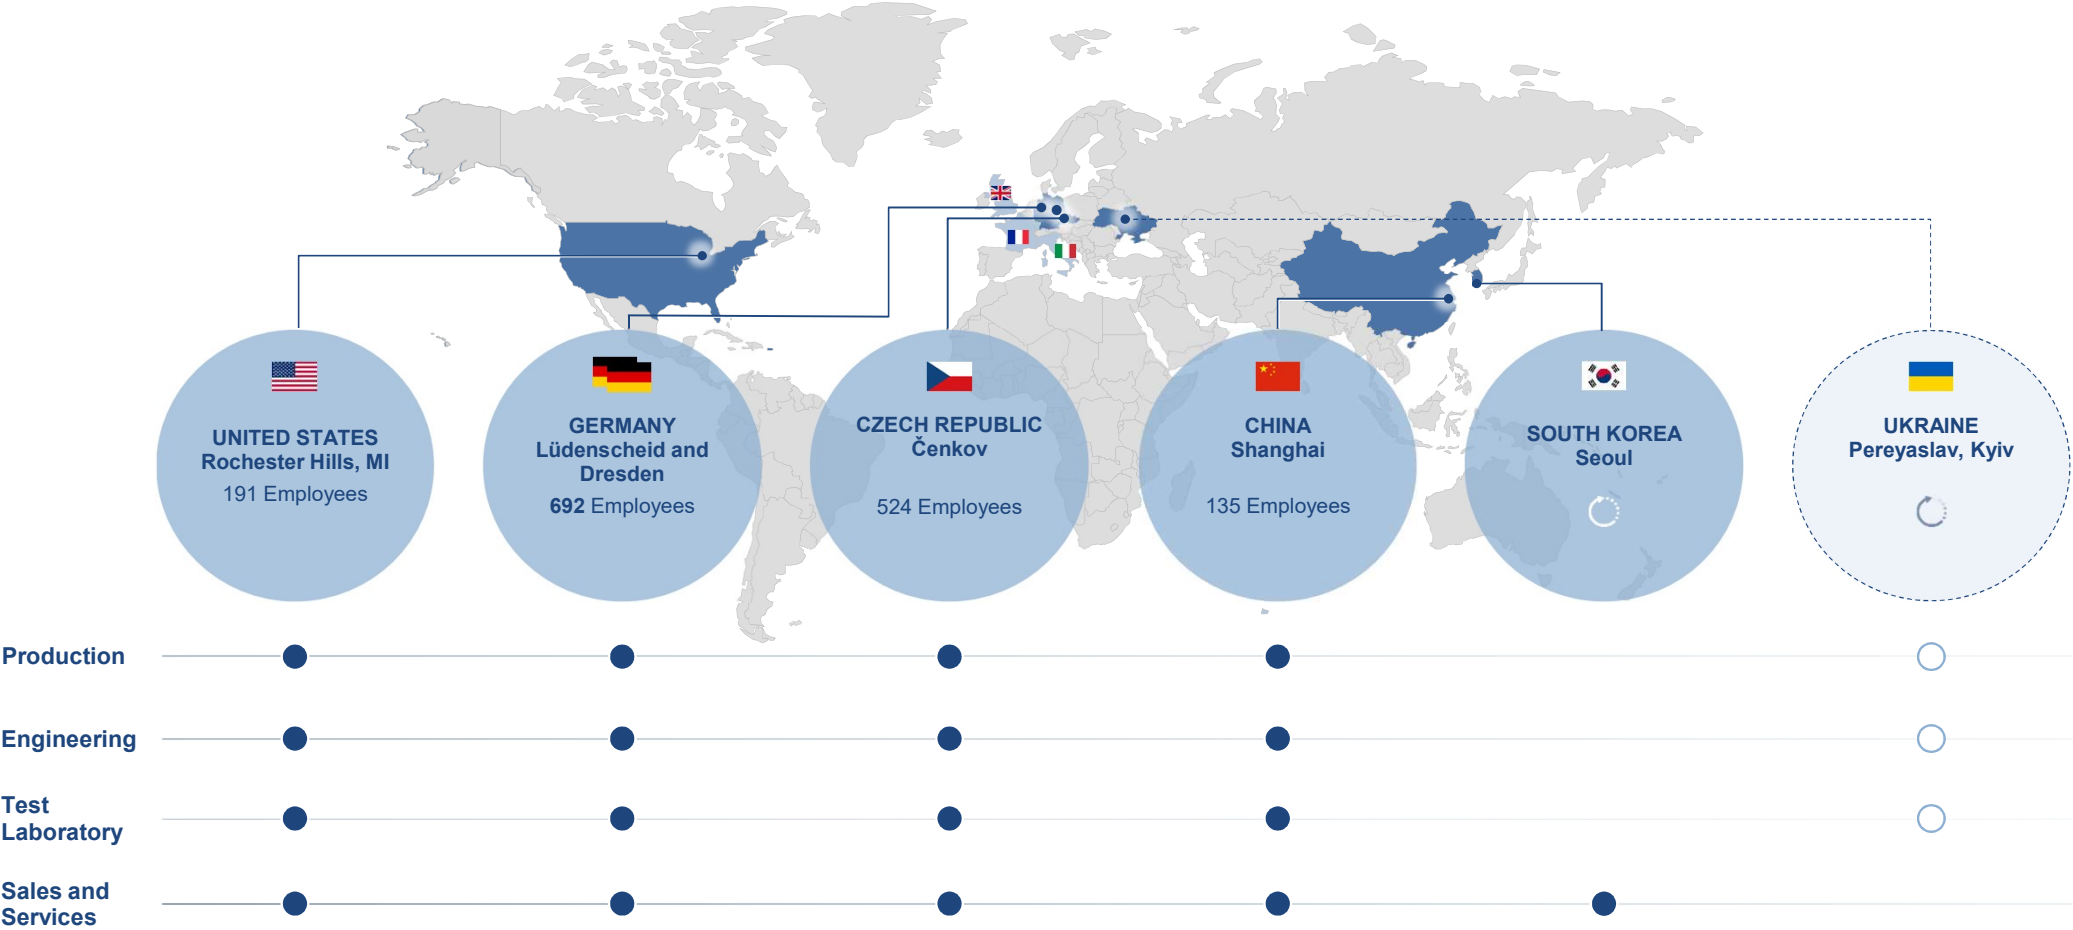 UNITED STATES
Rochester Hills, MI
191 Employees
GERMANY
Lüdenscheid and
Dresden
692 Employees
CZECH REPUBLIC
Čenkov
524 Employees
CHINA
Shanghai
135 Employees
SOUTH KOREA
Seoul
UKRAINE
Pereyaslav, Kyiv
Production
Engineering
Test
Laboratory
Sales and
Services